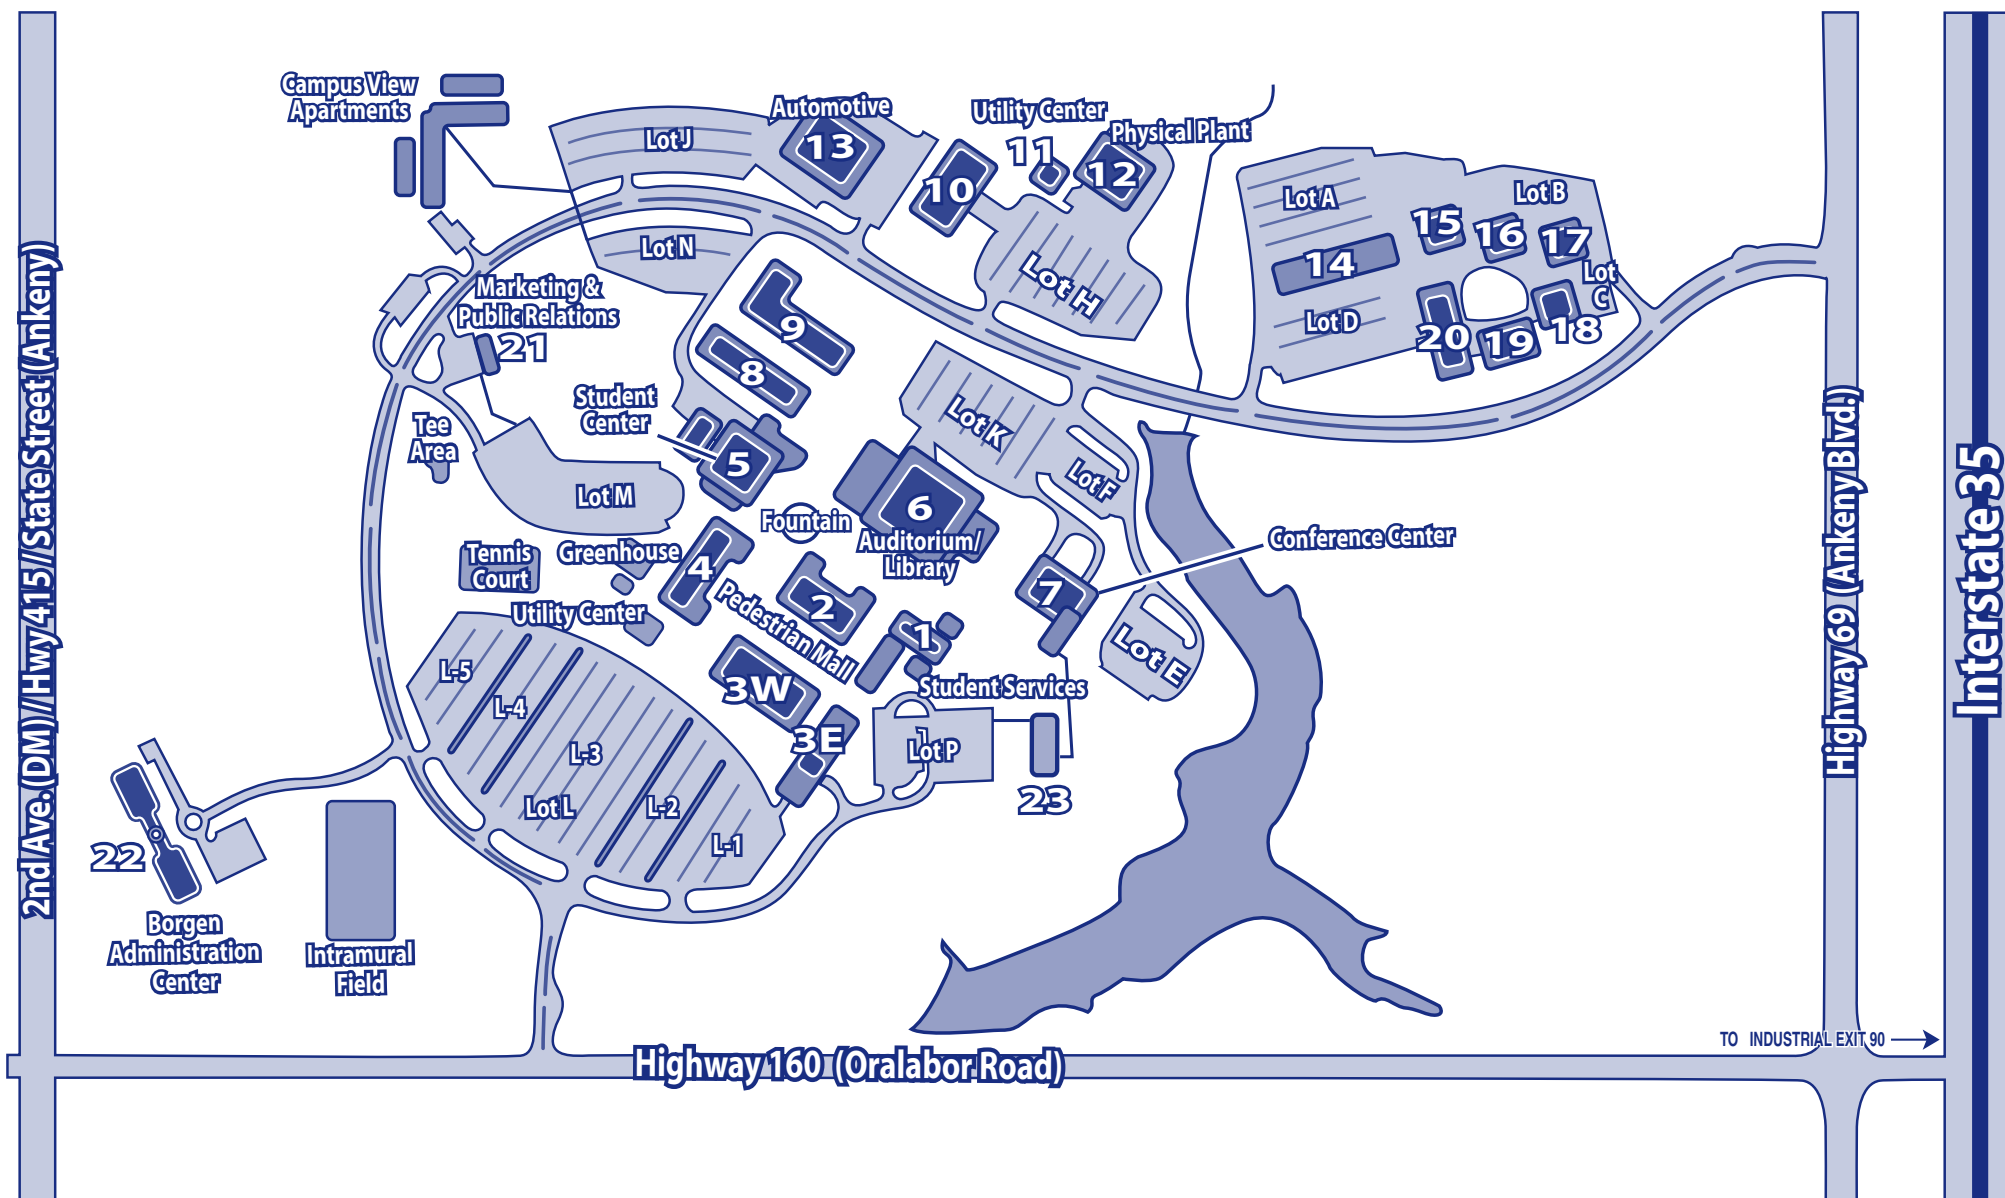 Campus View
Apartments
Lot J
Automotive
13
10
Utility Center
11
Physical Plant
12
Lot H
Lot A
14
Lot D
15
16
17
Lot B
Lot
C
18
19
20
Lot N
Marketing &
Public Relations
21
9
8
Student
Center
5
Tee
Area
Lot M
Lot K
Lot F
6
Auditorium/
Library
Fountain
Conference Center
7
Tennis
Court
Greenhouse
4
Utility Center
Pedestrian Mall
2
1
Lot E
3W
3E
Student Services
Lot P
23
L-5
L-4
L-3
Lot L
L-2
L-1
22
Borgen
Administration
Center
Intramural
Field
2nd Ave. (DM)//Hwy 415//State Street (Ankeny)
Highway 69 (Ankeny Blvd.)
Interstate 35
TO INDUSTRIAL EXIT 90
Highway 160 (Oralabor Road)